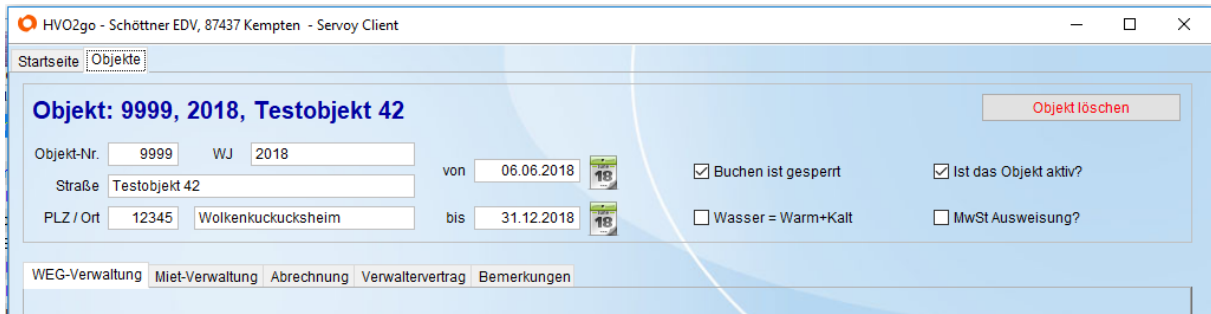 HVO2go - Schöttner EDV, 87437 Kempten - Servoy Client
Startseite Objekte
Objekt: 9999, 2018, Testobjekt 42
Objekt löschen
Objekt-Nr. 9999 WJ 2018
von 06.06.2018 18 Buchen ist gesperrt Ist das Objekt aktiv?
Straße Testobjekt 42
PLZ / Ort 12345 Wolkenkuckucksheim bis 31.12.2018 18 Wasser = Warm+Kalt MwSt Ausweisung?
WEG-Verwaltung Miet-Verwaltung Abrechnung Verwaltervertrag Bemerkungen